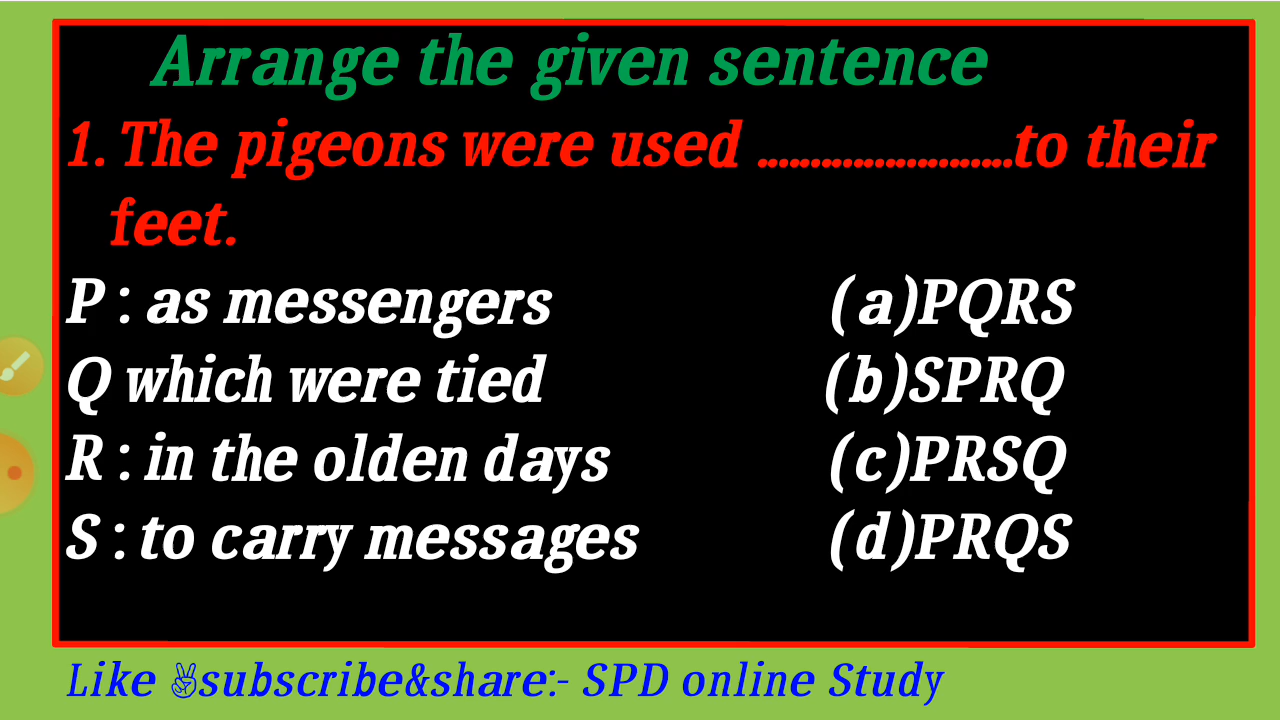 Arrange the given sentence
1. The pigeons were used ........................to their
feet.
P : as messengers (a)PQRS
Q which were tied (b)SPRQ
R : in the olden days (c)PRSQ
S : to carry messages (d)PRQS
Like ✌subscribe&share:- SPD online Study